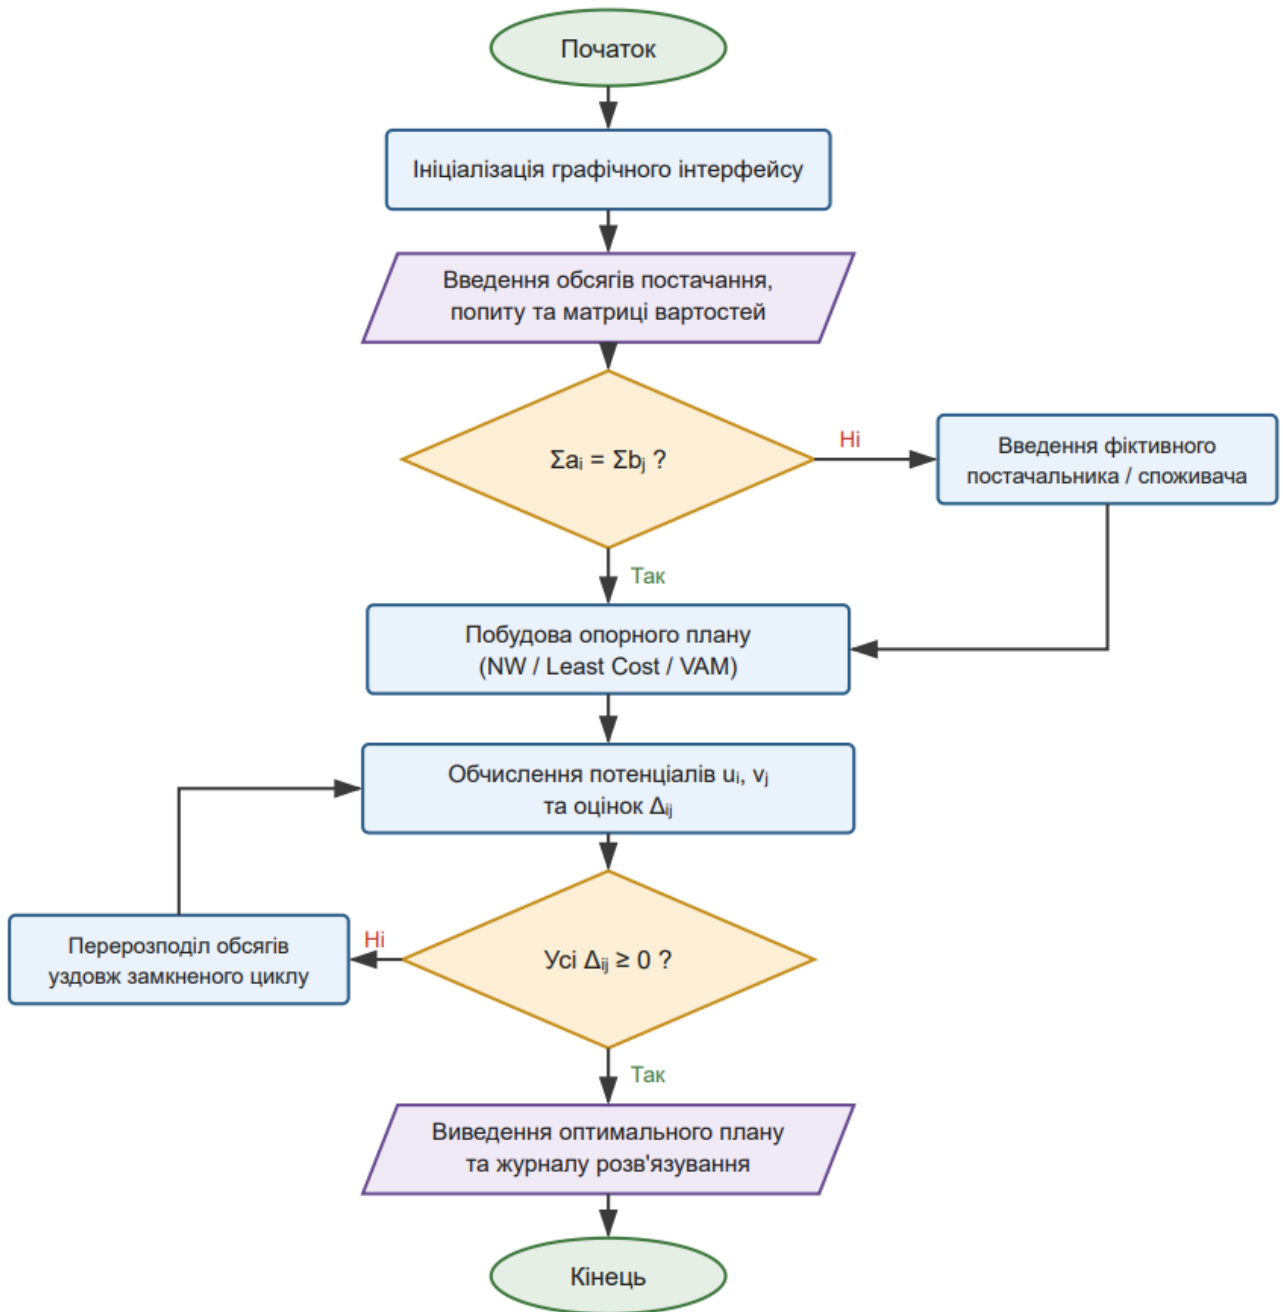 Початок
Ініціалізація графічного інтерфейсу
Введення обсягів постачання,
попиту та матриці вартостей
Σaᵢ = Σbⱼ ?
Ні
Введення фіктивного
постачальника / споживача
Так
Побудова опорного плану
(NW / Least Cost / VAM)
Обчислення потенціалів uᵢ, vⱼ
та оцінок Δᵢⱼ
Усі Δᵢⱼ ≥ 0 ?
Ні
Перерозподіл обсягів
уздовж замкненого циклу
Так
Виведення оптимального плану
та журналу розв'язування
Кінець